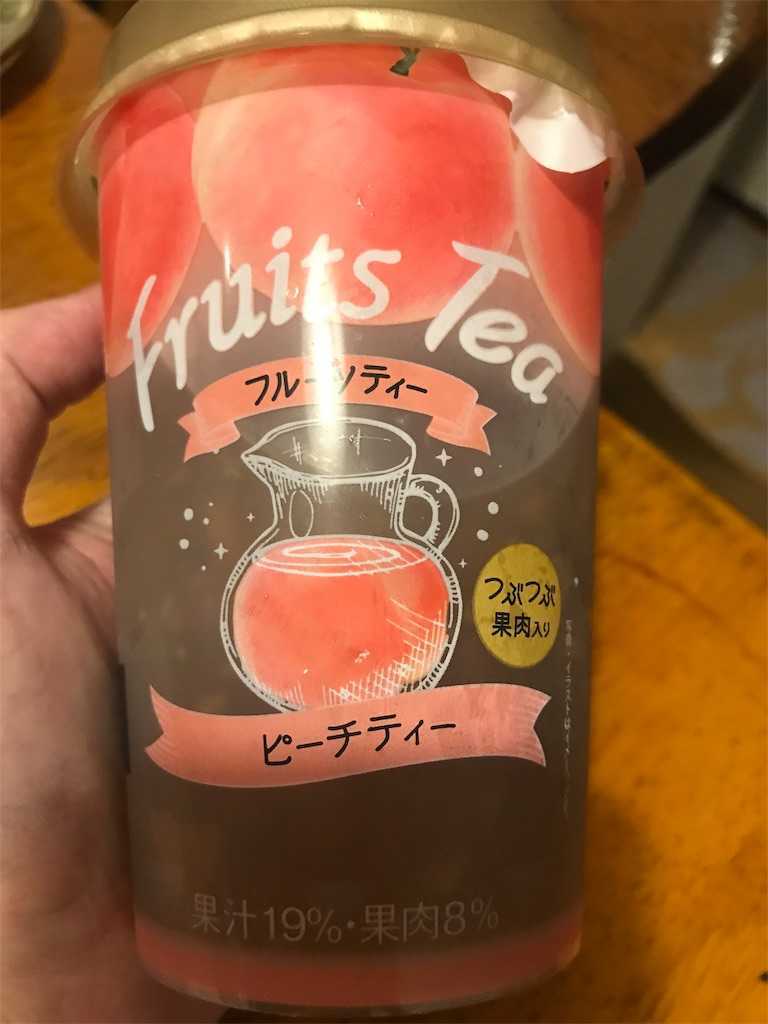 Fruits Tea
フルーツティー
つぶつぶ
果肉入り
ピーチティー
果汁19%・果肉8%